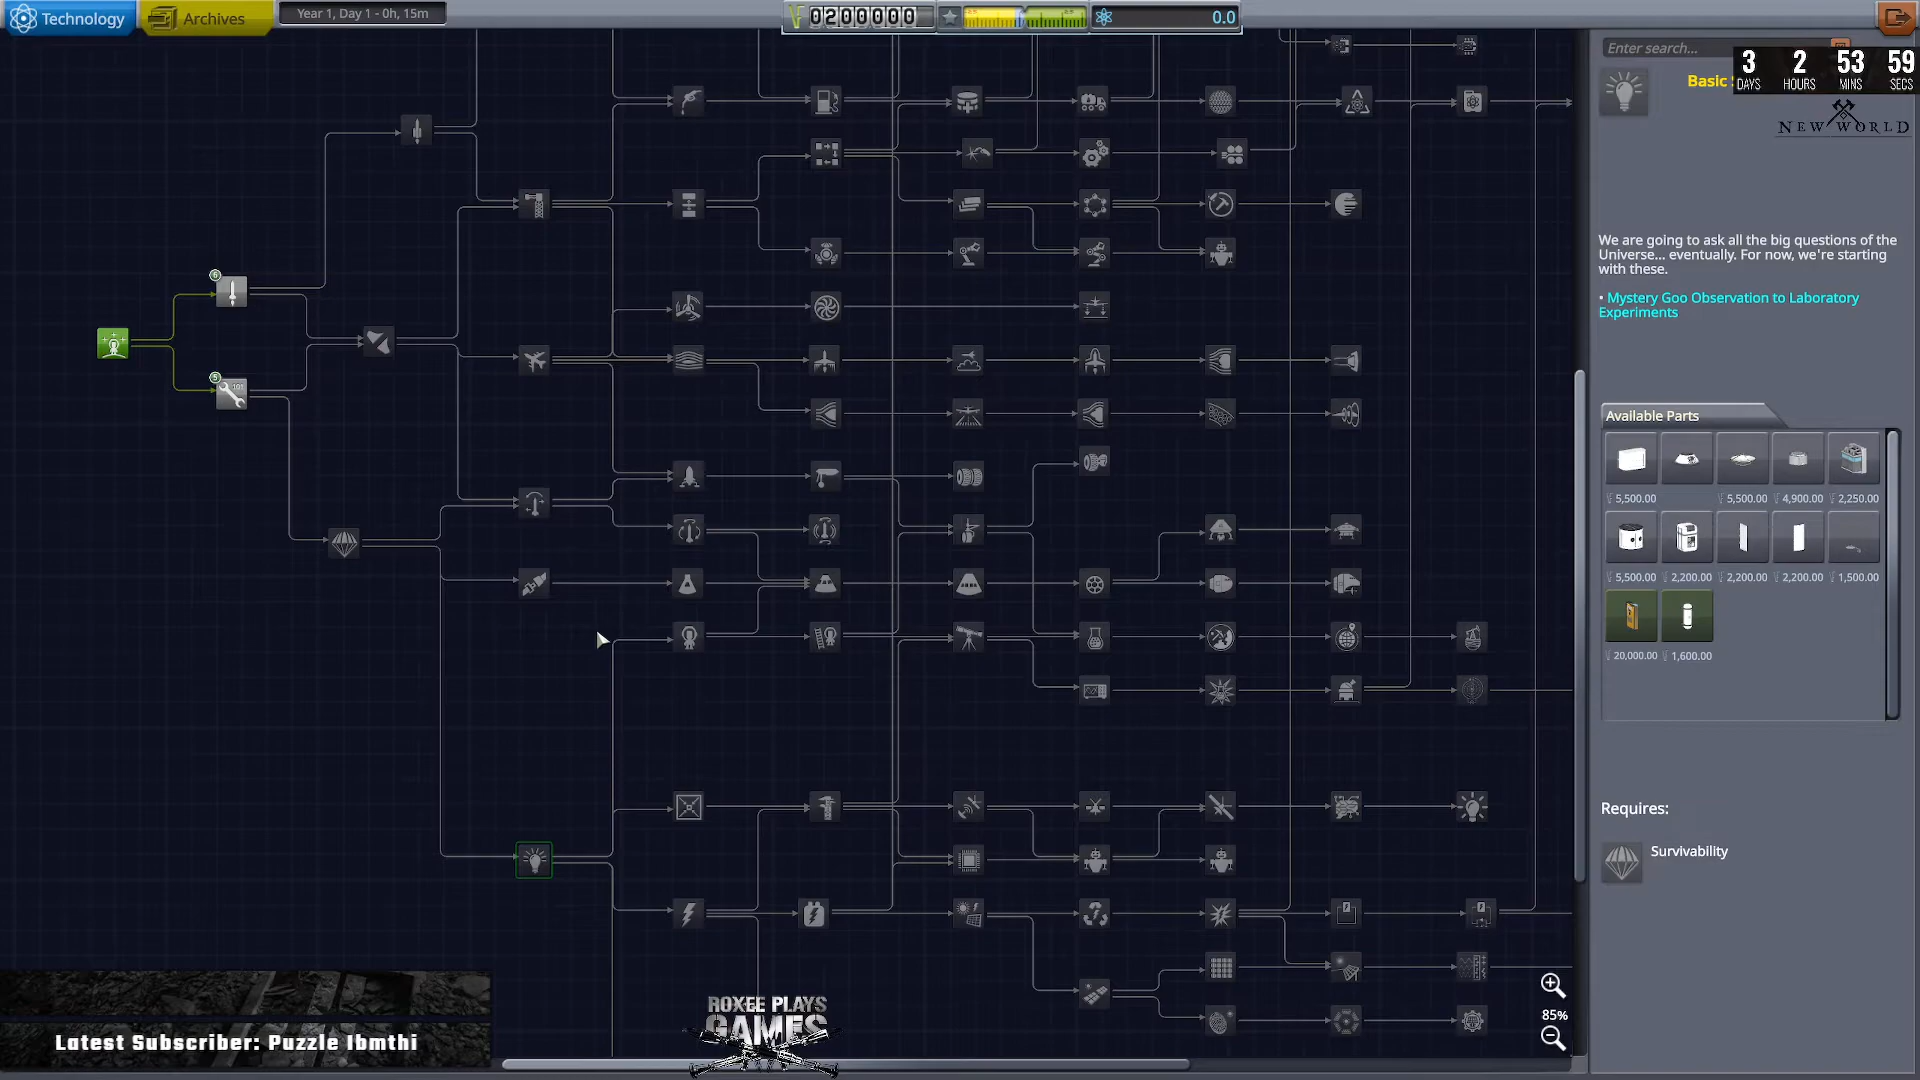 Technology
Archives
Year 1, Day 1 - 0h, 15m
0200000
0.0
Enter search...
3 2 53 59
DAYS HOURS MINS SECS
Basic
NEW WORLD
6
We are going to ask all the big questions of the
Universe... eventually. For now, we're starting
with these.
• Mystery Goo Observation to Laboratory
Experiments
5
101
Available Parts
5,500.00 5,500.00 4,900.00 2,250.00
5,500.00 2,200.00 2,200.00 2,200.00 1,500.00
20,000.00 1,600.00
Requires:
Survivability
85%
ROXEE PLAYS
GAMES
Latest Subscriber: Puzzle Ibmthi